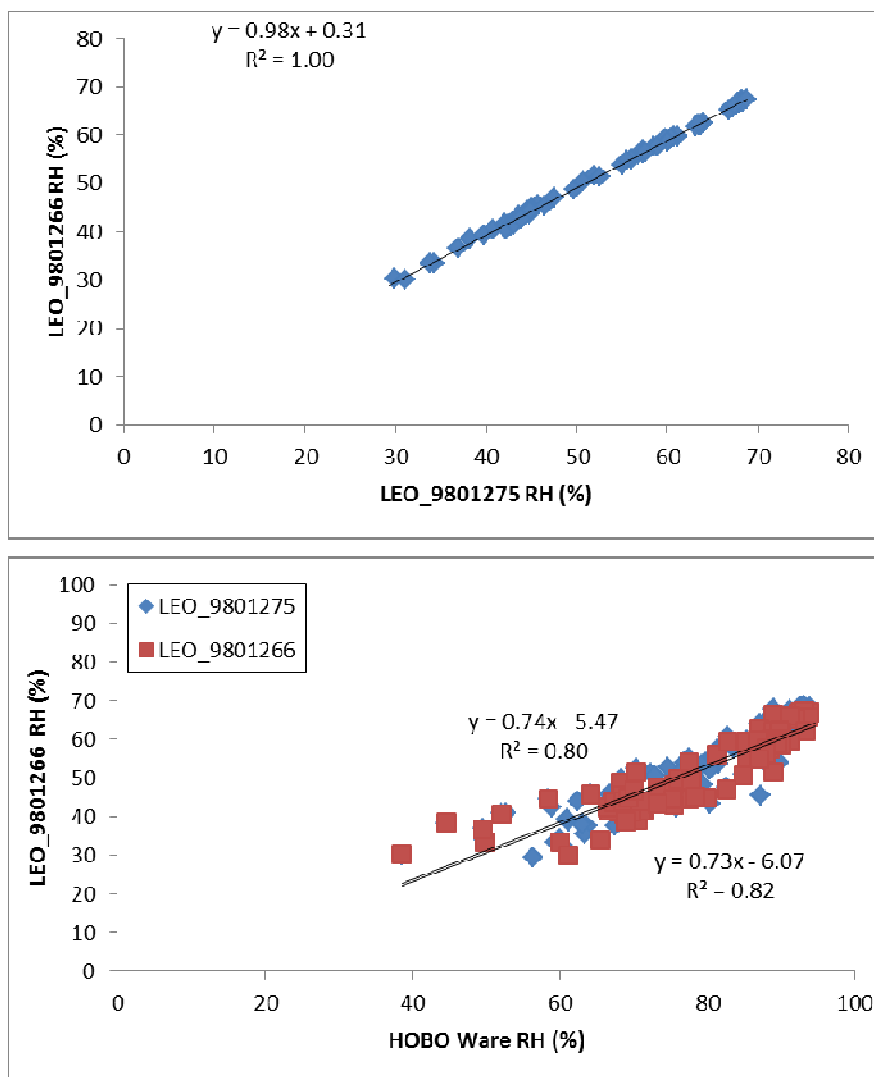 y = 0.98x + 0.31
R² = 1.00
80
70
60
50
40
30
20
10
0
LEO_9801266 RH (%)
0 10 20 30 40 50 60 70 80
LEO_9801275 RH (%)
100
90
80
70
60
50
40
30
20
10
0
LEO_9801266 RH (%)
LEO_9801275
LEO_9801266
y = 0.74x - 5.47
R² = 0.80
y = 0.73x - 6.07
R² = 0.82
0 20 40 60 80 100
HOBO Ware RH (%)